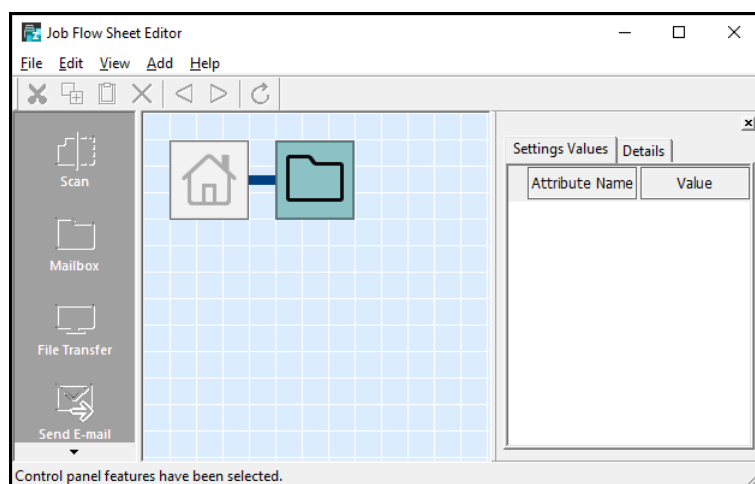 Job Flow Sheet Editor
File Edit View Add Help
Scan
Mailbox
File Transfer
Send E-mail
Settings Values Details
Attribute Name Value
Control panel features have been selected.